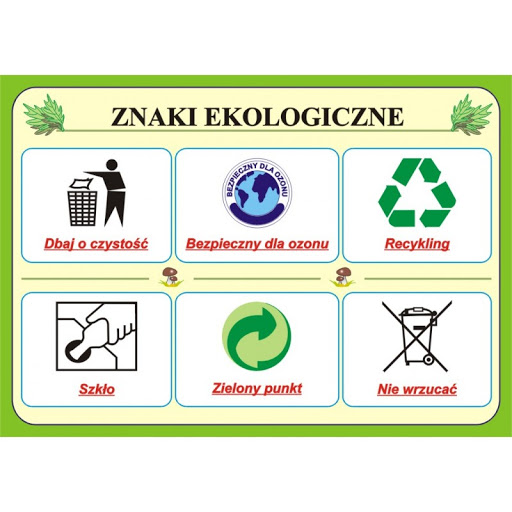 ZNAKI EKOLOGICZNE
BEZPIECZNY DLA OZONU
Dbaj o czystość
Bezpieczny dla ozonu
Recykling
Szkło
Zielony punkt
Nie wrzucać